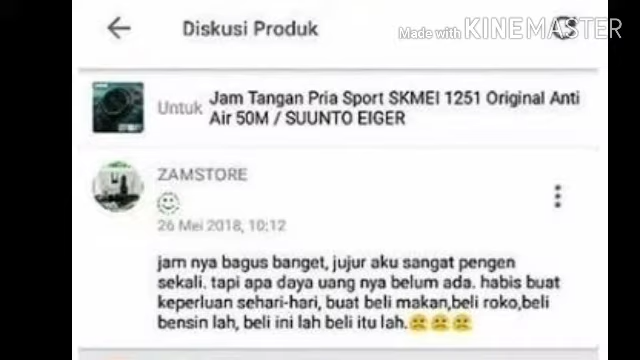 Diskusi Produk
Made with KINEMASTER
Untuk Jam Tangan Pria Sport SKMEI 1251 Original Anti
Air 50M / SUUNTO EIGER
ZAMSTORE
26 Mei 2018, 10:12
jam nya bagus banget, jujur aku sangat pengen
sekali. tapi apa daya uang nya belum ada. habis buat
keperluan sehari-hari, buat beli makan,beli roko,beli
bensin lah, beli ini lah beli itu lah.😟😟😟